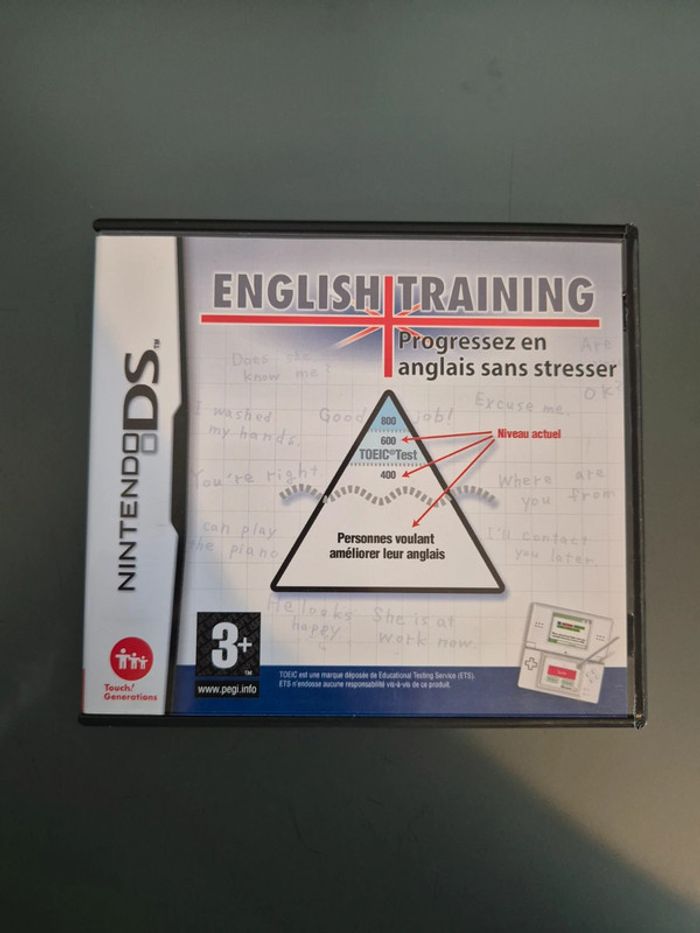 NINTENDO DS™
Touch!
Generations
ENGLISH TRAINING
Progressez en
anglais sans stresser
Does she
know me?
Are
OK?
I washed
my hands.
Good job!
Excuse me.
You're right
Where are
you from
can play
the piano
I'll contact
you later
He looks
happy
She is at
work now.
800
600
TOEIC® Test
400
Niveau actuel
Personnes voulant
améliorer leur anglais
3+™
www.pegi.info
TOEIC est une marque déposée de Educational Testing Service (ETS).
ETS n'endosse aucune responsabilité vis-à-vis de ce produit.